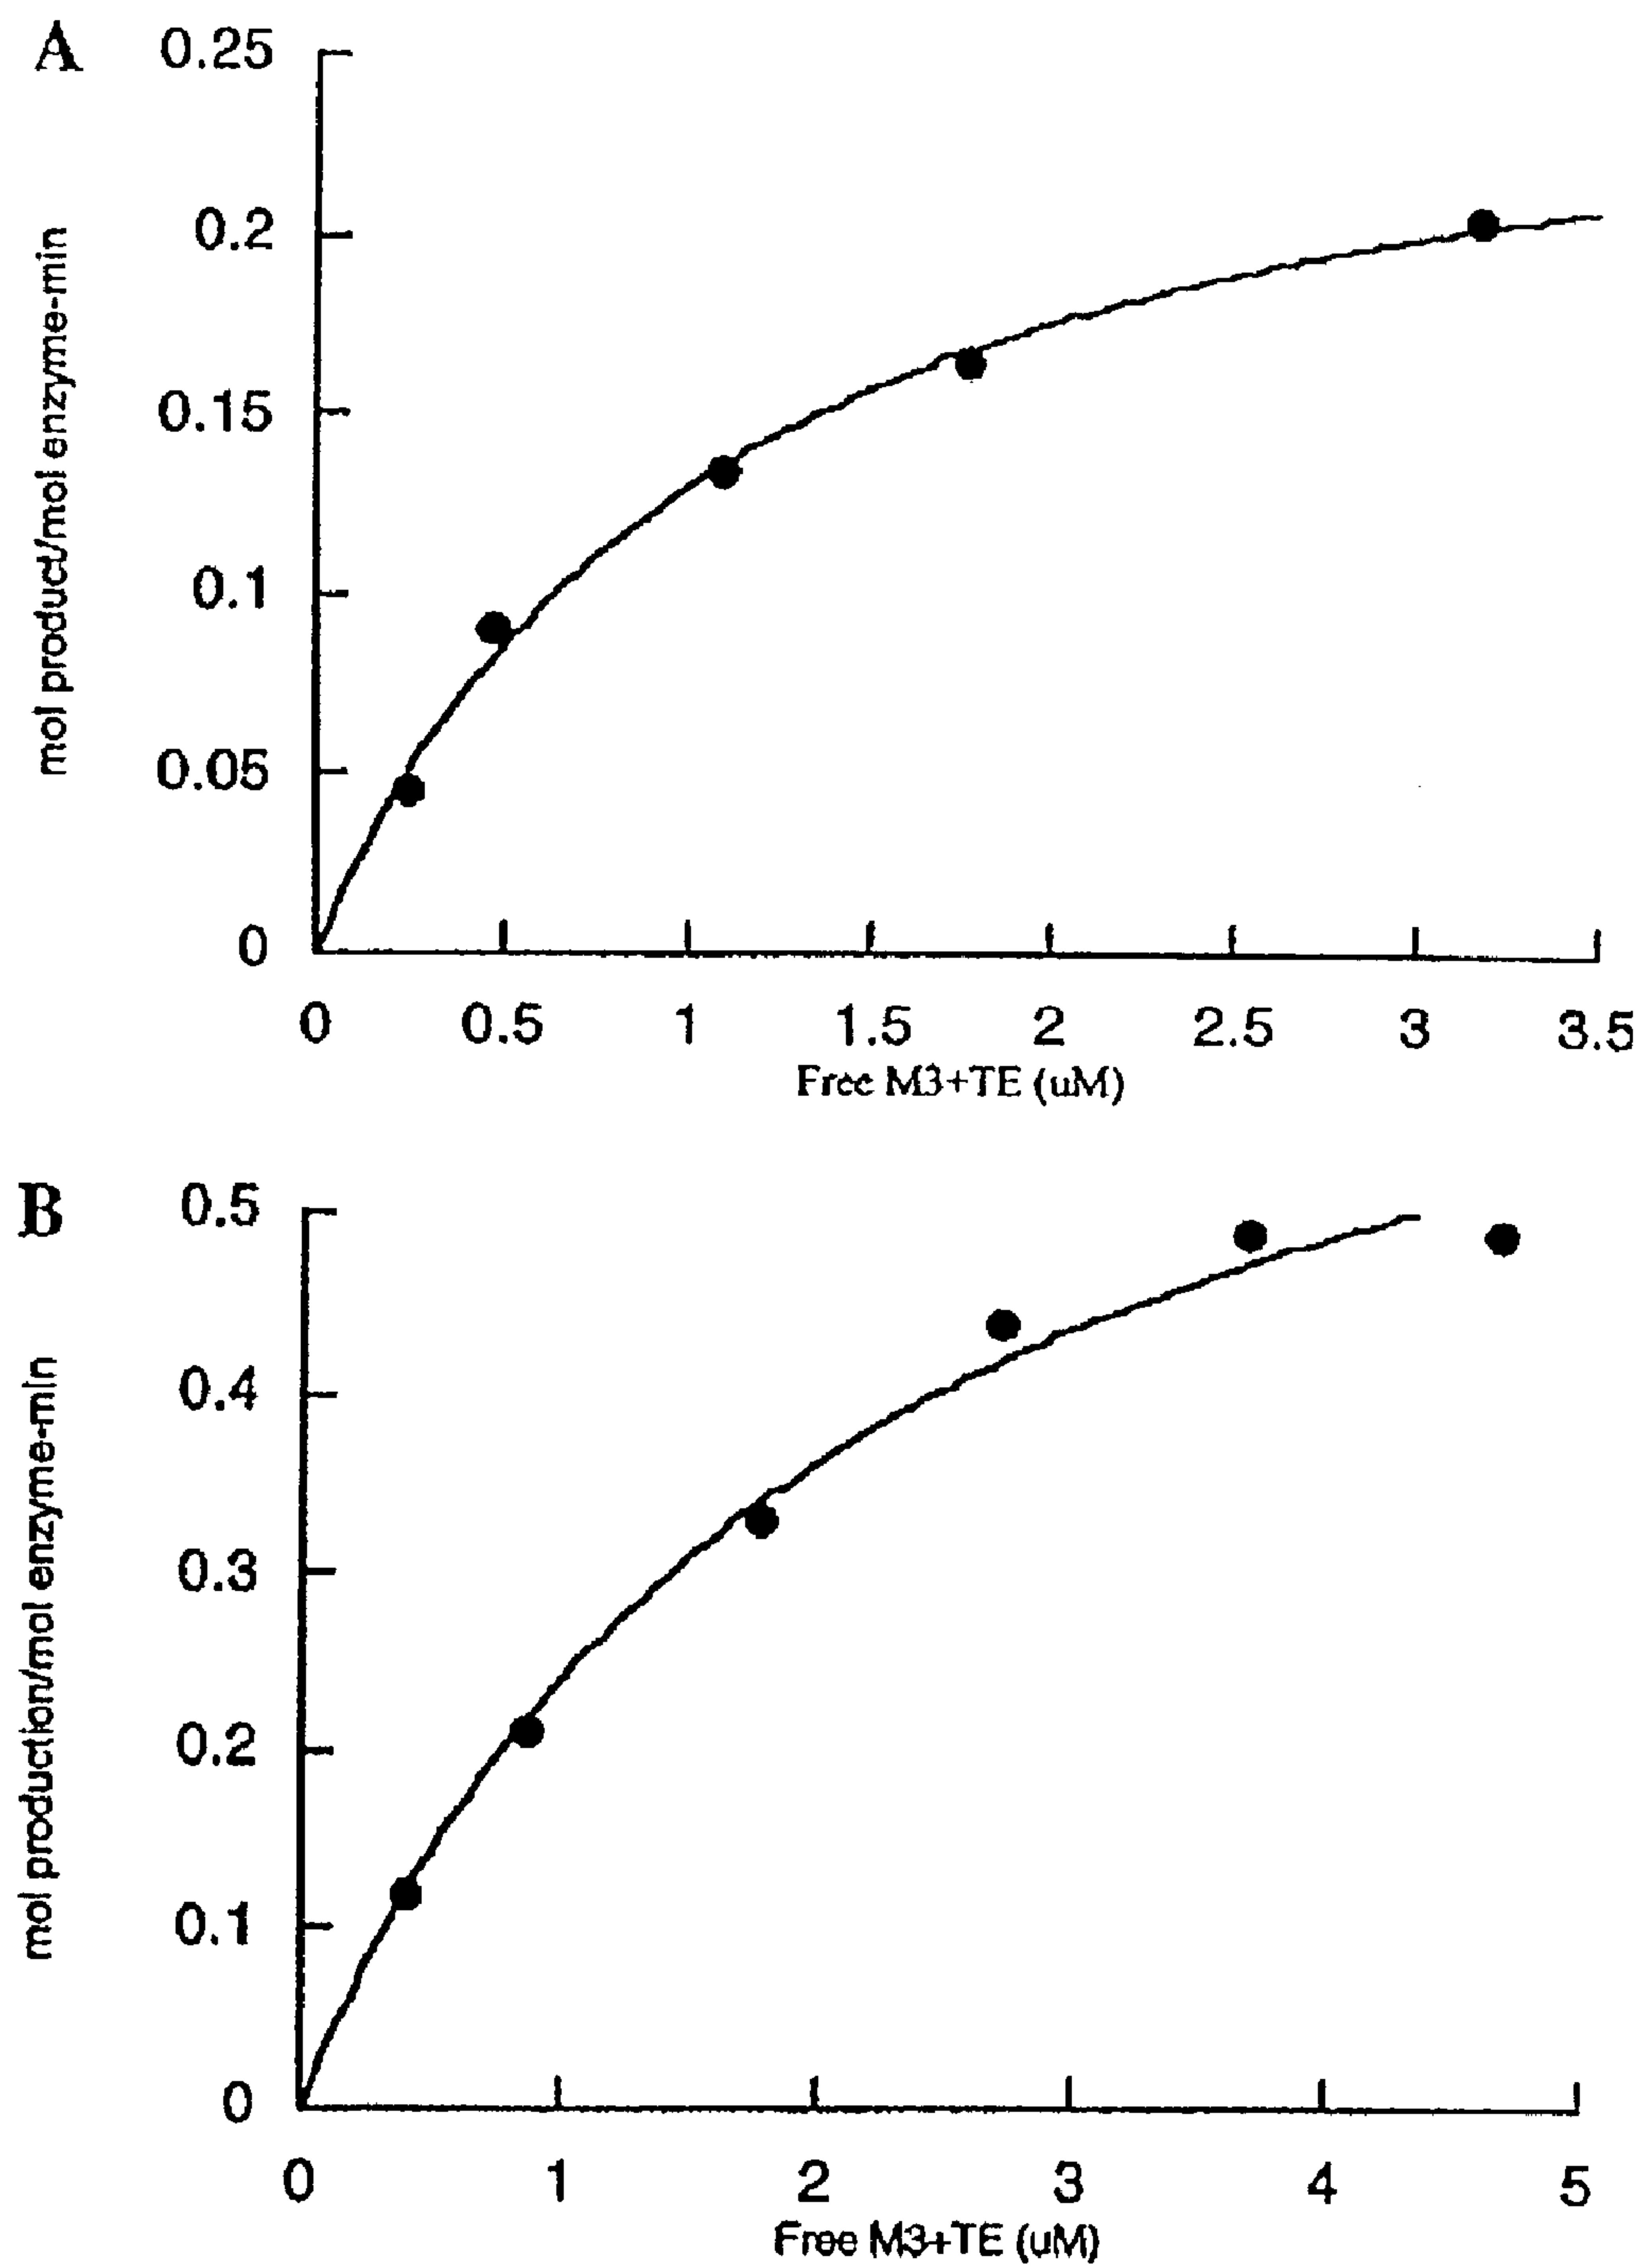 A
0.25
0.2
0.15
0.1
0.05
0
mol product/mol enzyme-min
0 0.5 1 1.5 2 2.5 3 3.5
Free M3+TE (uM)
B
0.5
0.4
0.3
0.2
0.1
0
mol production/mol enzyme-min
0 1 2 3 4 5
Free M3+TE (uM)